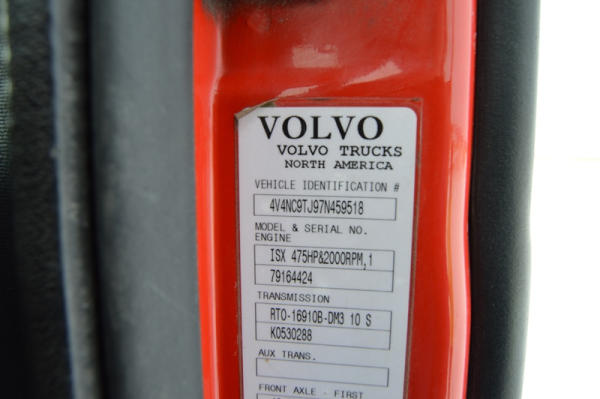 VOLVO
VOLVO TRUCKS
NORTH AMERICA
VEHICLE IDENTIFICATION #
4V4NC9TJ97N459518
MODEL & SERIAL NO.
ENGINE
ISX 475HP&2000RPM,1
79164424
TRANSMISSION
RTO-16910B-DM3 10 S
K0530288
AUX TRANS.
FRONT AXLE - FIRST